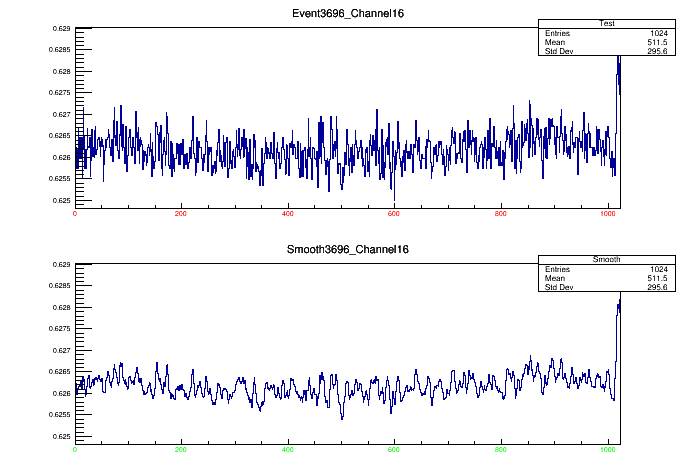 Event3696_Channel16
Test
Entries 1024
Mean 511.5
Std Dev 295.6
0.629
0.6285
0.628
0.6275
0.627
0.6265
0.626
0.6255
0.625
0 200 400 600 800 1000
Smooth3696_Channel16
Smooth
Entries 1024
Mean 511.5
Std Dev 295.6
0.629
0.6285
0.628
0.6275
0.627
0.6265
0.626
0.6255
0.625
0 200 400 600 800 1000